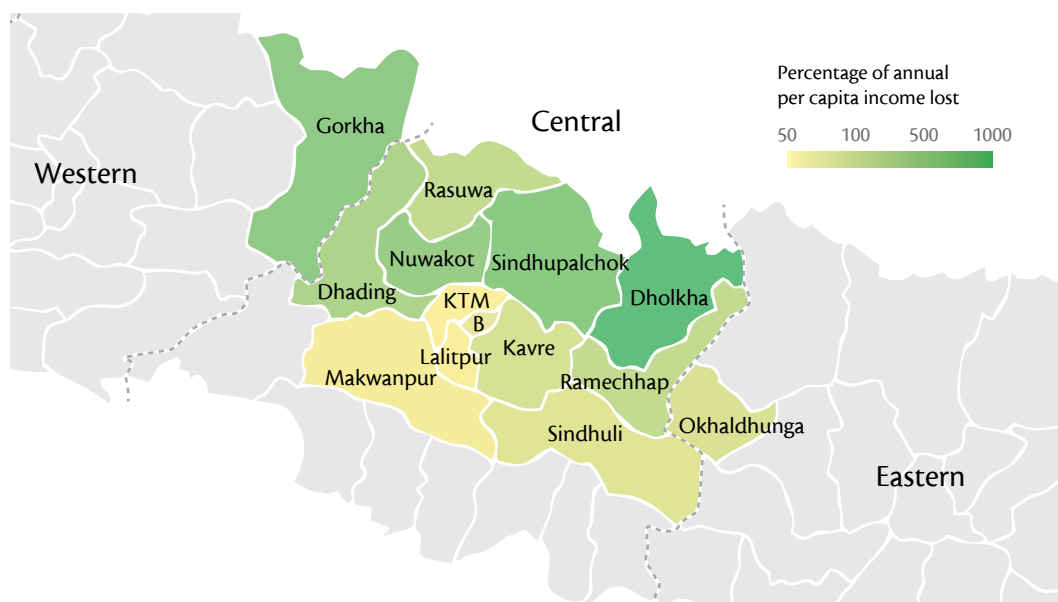 Percentage of annual
per capita income lost
50 100 500 1000
Central
Gorkha
Western
Rasuwa
Nuwakot
Sindhupalchok
Dhading
KTM
Dholkha
B
Lalitpur
Kavre
Makwanpur
Ramechhap
Sindhuli
Okhaldhunga
Eastern